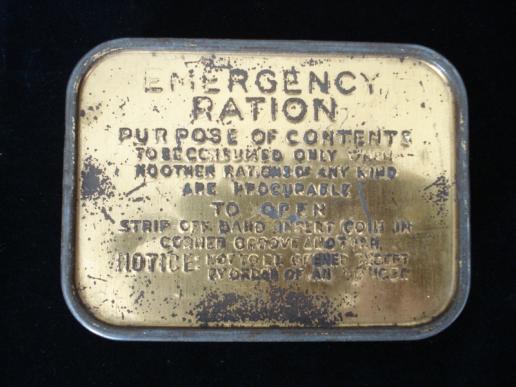 EMERGENCY
RATION
PURPOSE OF CONTENTS
TO BE CONSUMED ONLY WHEN
NO OTHER RATIONS OF ANY KIND
ARE PROCURABLE
TO OPEN
STRIP OFF BAND INSERT COIN IN
CORNER GROOVE AND TURN.
NOTICE NOT TO BE OPENED EXCEPT
BY ORDER OF AN OFFICER